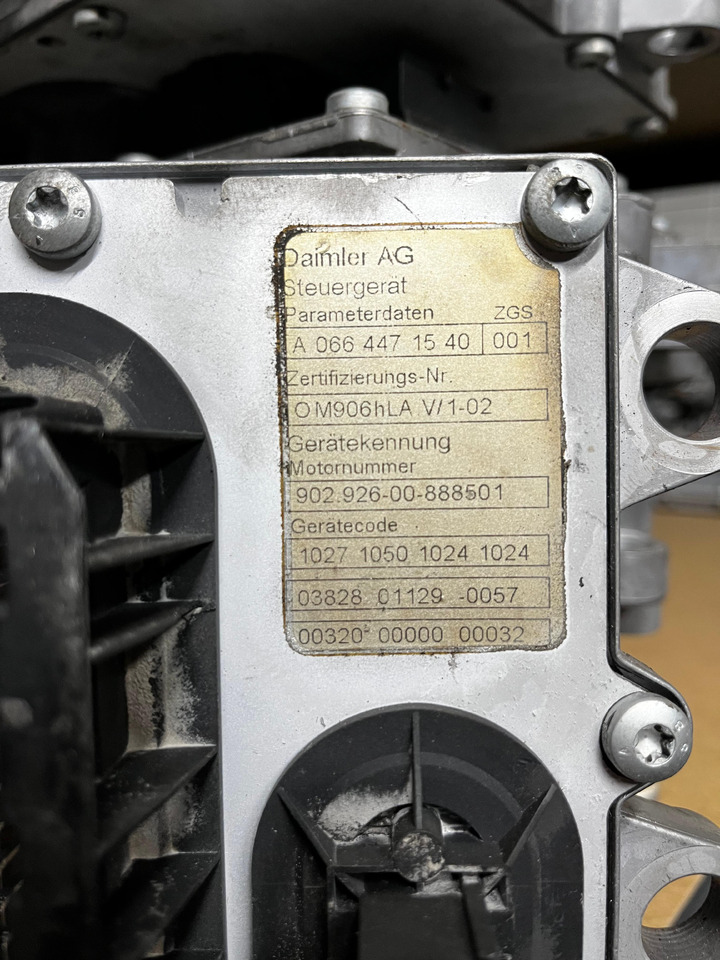 Daimler AG
Steuergerät
Parameterdaten ZGS
A 066 447 15 40 001
Zertifizierungs-Nr.
OM906hLA V/1-02
Gerätekennung
Motornummer
902.926-00-888501
Gerätecode
1027 1050 1024 1024
03828 01129 -0057
00320 00000 00032